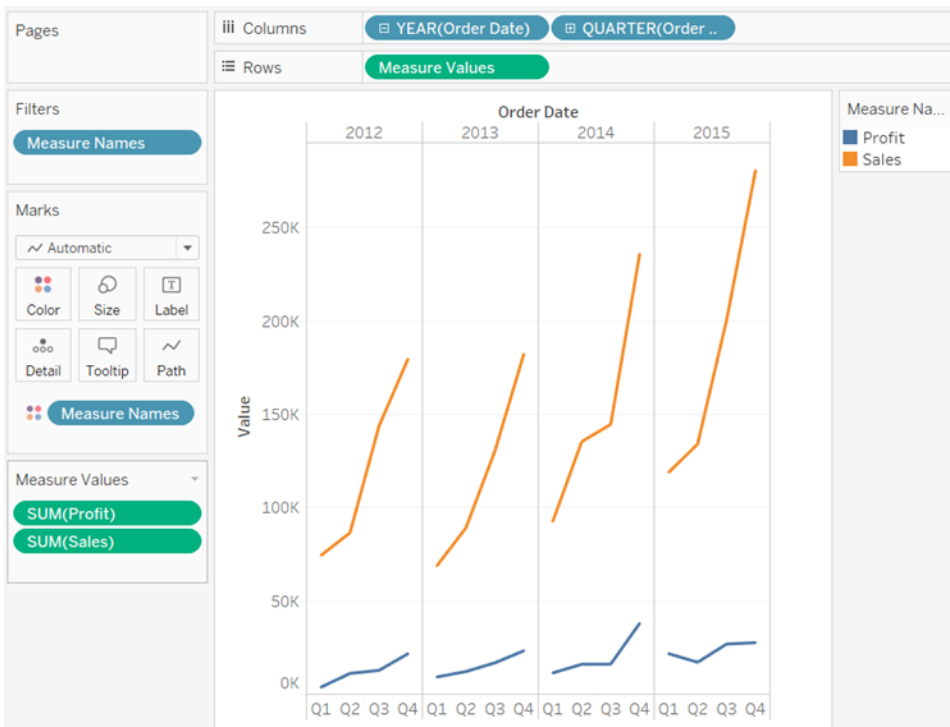 Pages
Columns
YEAR(Order Date)
QUARTER(Order ..
Rows
Measure Values
Filters
Measure Names
Marks
Automatic
Color Size Label
Detail Tooltip Path
Measure Names
Measure Values
SUM(Profit)
SUM(Sales)
Order Date
2012 2013 2014 2015
Value
250K
200K
150K
100K
50K
0K
Q1 Q2 Q3 Q4 Q1 Q2 Q3 Q4 Q1 Q2 Q3 Q4 Q1 Q2 Q3 Q4
Measure Na...
Profit
Sales